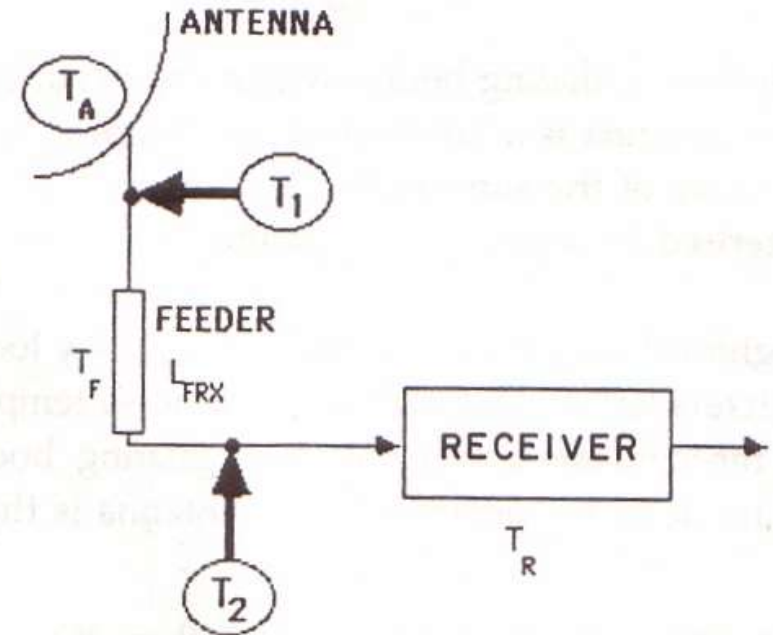 ANTENNA
T_A
T_1
FEEDER
T_F
L_FRX
RECEIVER
T_R
T_2